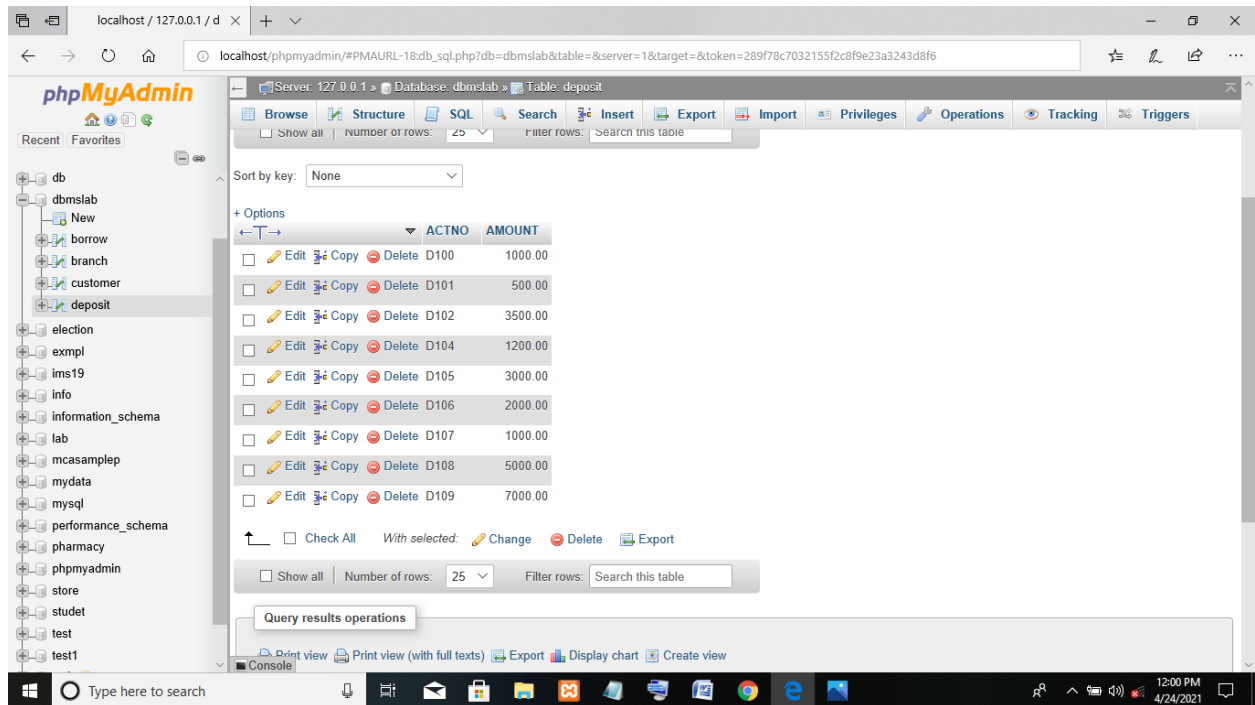 localhost / 127.0.0.1 / d
localhost/phpmyadmin/#PMAURL-18:db_sql.php?db=dbmslab&table=&server=1&target=&token=289f78c7032155f2c8f9e23a3243d8f6
phpMyAdmin
Recent Favorites
db
dbmslab
New
borrow
branch
customer
deposit
election
exmpl
ims19
info
information_schema
lab
mcasamplep
mydata
mysql
performance_schema
pharmacy
phpmyadmin
store
studet
test
test1
Server: 127.0.0.1 » Database: dbmslab » Table: deposit
Browse Structure SQL Search Insert Export Import Privileges Operations Tracking Triggers
Show all Number of rows: 25 Filter rows: Search this table
Sort by key: None
+ Options
←T→ ACTNO AMOUNT
Edit Copy Delete D100 1000.00
Edit Copy Delete D101 500.00
Edit Copy Delete D102 3500.00
Edit Copy Delete D104 1200.00
Edit Copy Delete D105 3000.00
Edit Copy Delete D106 2000.00
Edit Copy Delete D107 1000.00
Edit Copy Delete D108 5000.00
Edit Copy Delete D109 7000.00
Check All With selected: Change Delete Export
Show all Number of rows: 25 Filter rows: Search this table
Query results operations
Print view Print view (with full texts) Export Display chart Create view
Console
Type here to search
12:00 PM
4/24/2021